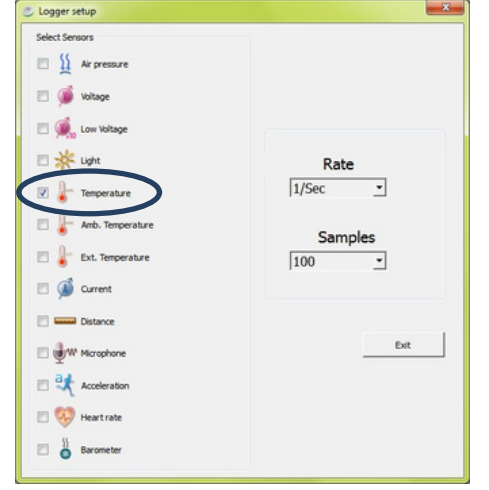 Logger setup
Select Sensors
Air pressure
Voltage
x10 Low Voltage
Light
Temperature
Amb. Temperature
Ext. Temperature
Current
Distance
Microphone
Acceleration
Heart rate
Barometer
Rate
1/Sec
Samples
100
Exit